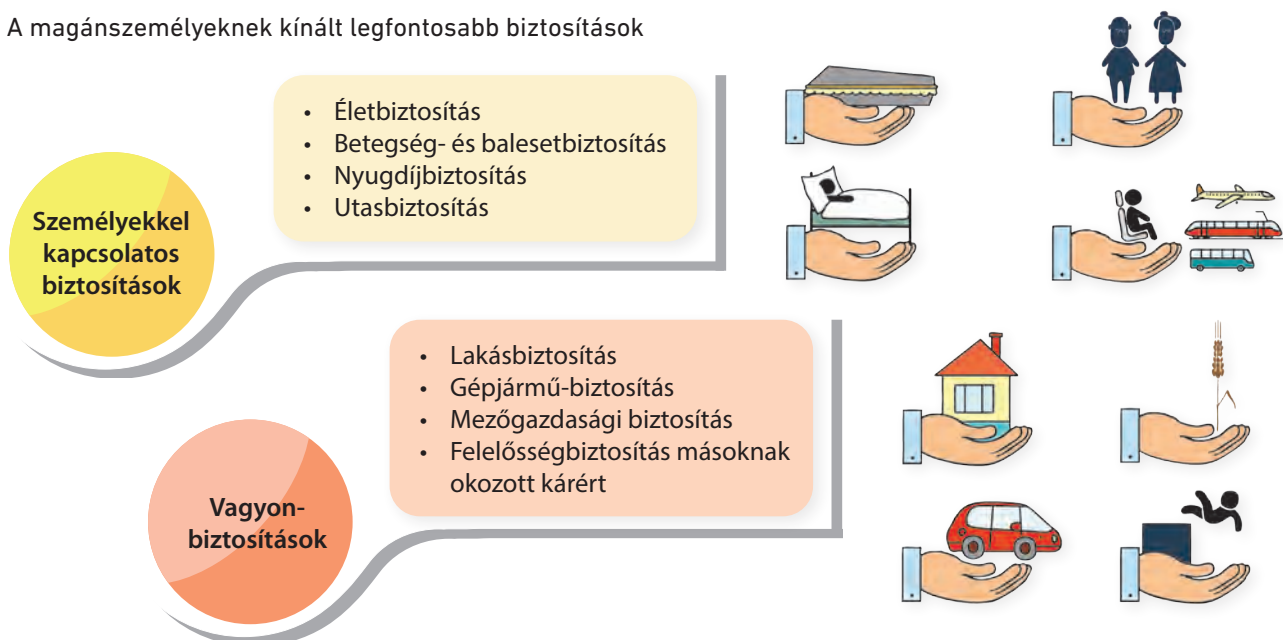 A magánszemélyeknek kínált legfontosabb biztosítások
Személyekkel
kapcsolatos
biztosítások
• Életbiztosítás
• Betegség- és balesetbiztosítás
• Nyugdíjbiztosítás
• Utasbiztosítás
Vagyon-
biztosítások
• Lakásbiztosítás
• Gépjármű-biztosítás
• Mezőgazdasági biztosítás
• Felelősségbiztosítás másoknak
okozott kárért